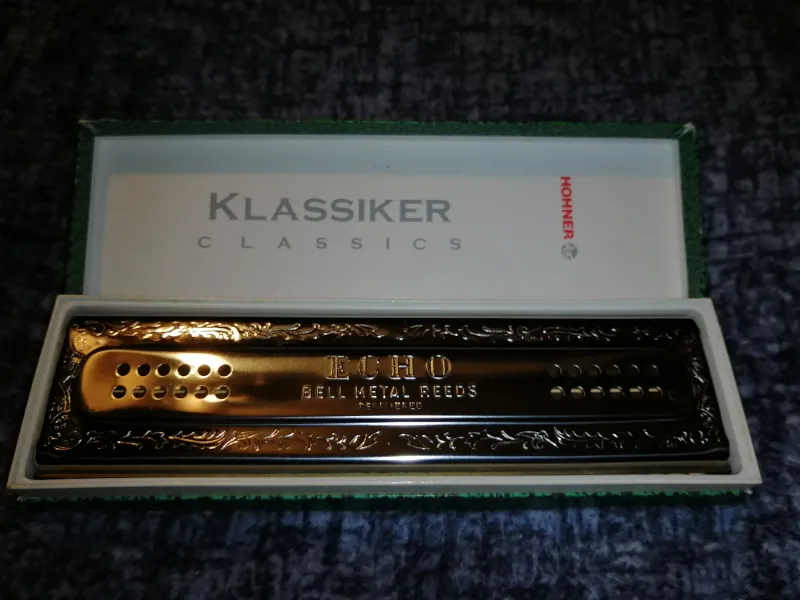 KLASSIKER
CLASSICS
HOHNER
ECHO
BELL METAL REEDS